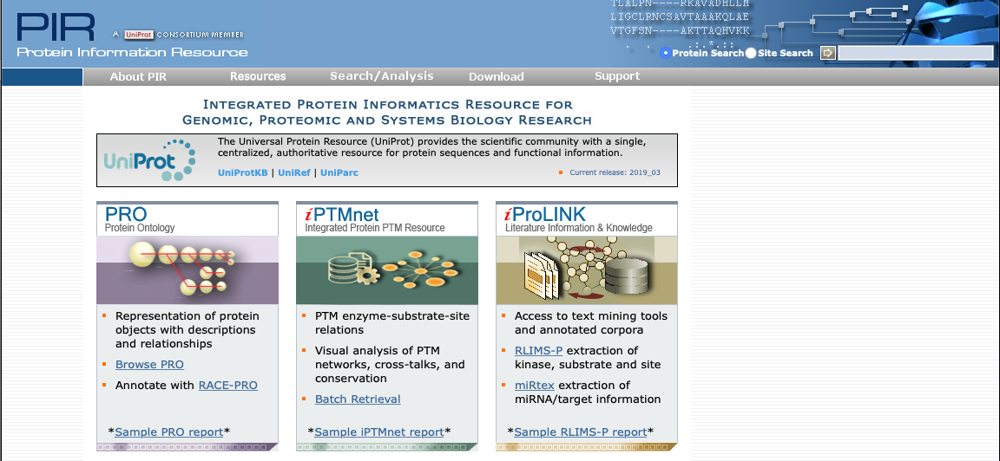 TLALPN----RKAVADHLLM
LIGCLRNCSAVTAAAKQLAE
VTGFSN----AKTTAQHVKK
. . .:.*.::
PIR
A UniProt CONSORTIUM MEMBER
Protein Information Resource
Protein Search Site Search
About PIR Resources Search/Analysis Download Support
INTEGRATED PROTEIN INFORMATICS RESOURCE FOR
GENOMIC, PROTEOMIC AND SYSTEMS BIOLOGY RESEARCH
UniProt
The Universal Protein Resource (UniProt) provides the scientific community with a single,
centralized, authoritative resource for protein sequences and functional information.
UniProtKB | UniRef | UniParc
Current release: 2019_03
PRO
Protein Ontology
Representation of protein
objects with descriptions
and relationships
Browse PRO
Annotate with RACE-PRO
*Sample PRO report*
iPTMnet
Integrated Protein PTM Resource
PTM enzyme-substrate-site
relations
Visual analysis of PTM
networks, cross-talks, and
conservation
Batch Retrieval
*Sample iPTMnet report*
iProLINK
Literature Information & Knowledge
Access to text mining tools
and annotated corpora
RLIMS-P extraction of
kinase, substrate and site
miRtex extraction of
miRNA/target information
*Sample RLIMS-P report*